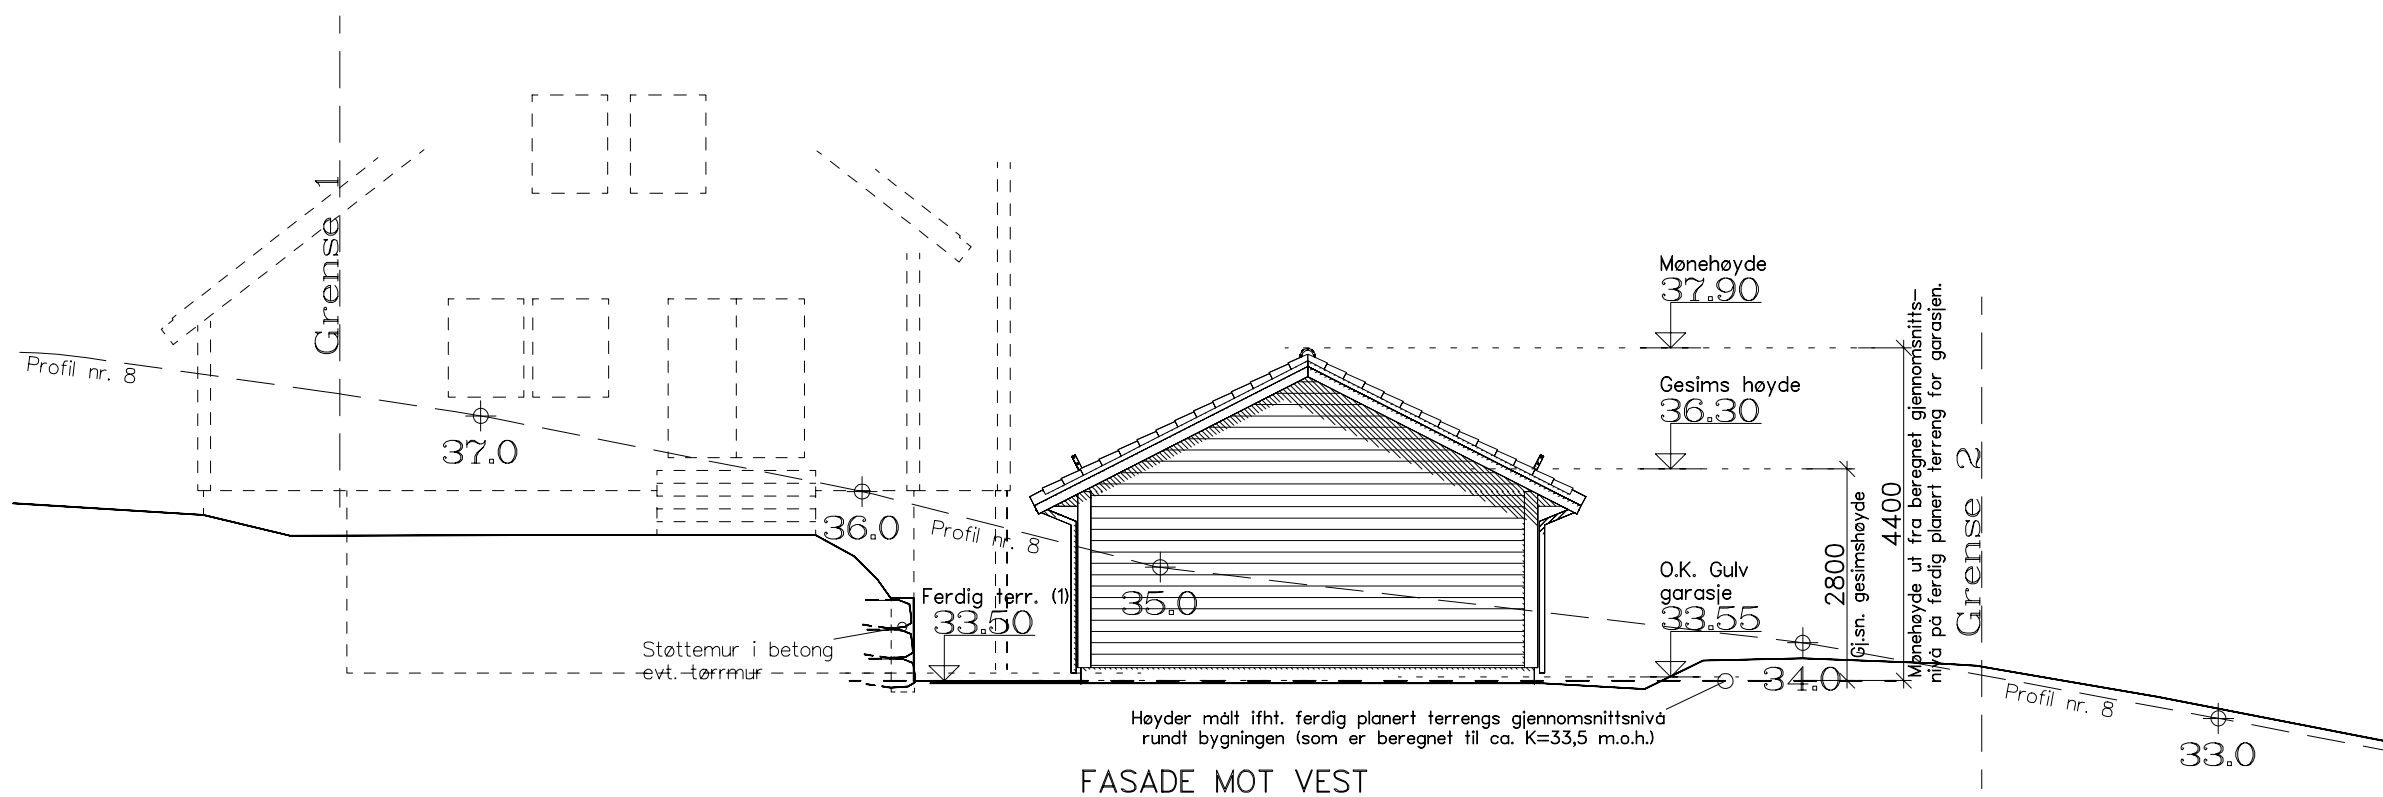 Grense 1
Profil nr. 8
37.0
36.0
Profil nr. 8
Ferdig terr. (1)
33.50
Støttemur i betong
evt. tørrmur
35.0
Mønehøyde
37.90
Gesims høyde
36.30
O.K. Gulv
garasje
33.55
34.0
2800
Gj.sn. gesimshøyde
4400
Mønehøyde ut fra beregnet gjennomsnitts-
nivå på ferdig planert terreng for garasjen.
Grense 2
Profil nr. 8
33.0
Høyder målt ifht. ferdig planert terrengs gjennomsnittsnivå
rundt bygningen (som er beregnet til ca. K=33,5 m.o.h.)
FASADE MOT VEST